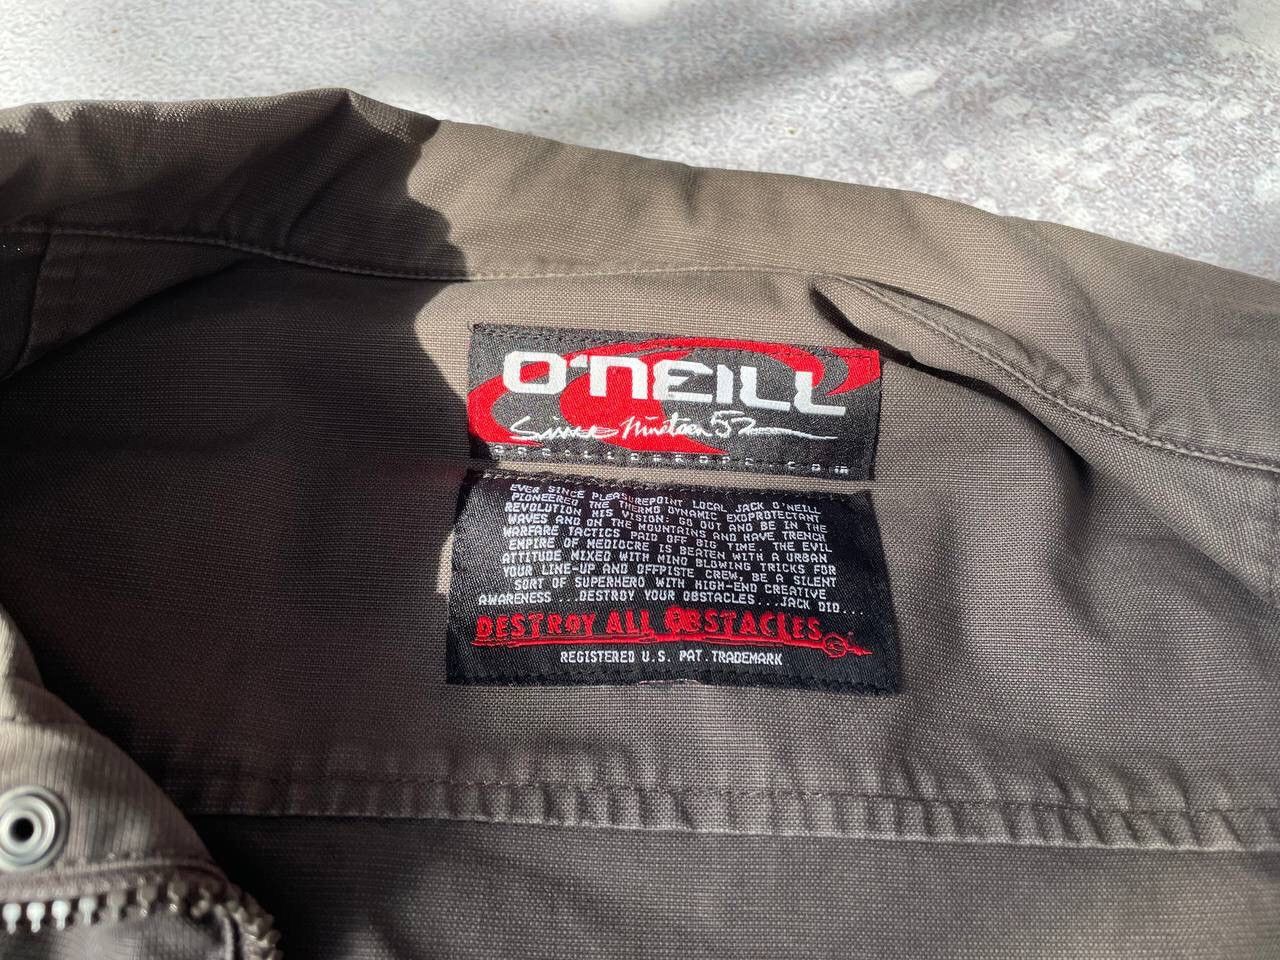 O'NEILL
Since Nineteen 52
EVER SINCE PLEASUREPOINT LOCAL JACK O'NEILL
PIONEERED THE THERMO DYNAMIC EXOPROTECTANT
REVOLUTION HIS VISION: GO OUT AND BE IN THE
WAVES AND ON THE MOUNTAINS AND HAVE TRENCH
WARFARE TACTICS PAID OFF BIG TIME. THE EVIL
EMPIRE OF MEDIOCRE IS BEATEN WITH A URBAN
ATTITUDE MIXED WITH MIND BLOWING TRICKS FOR
YOUR LINE-UP AND OFFPISTE CREW, BE A SILENT
SORT OF SUPERHERO WITH HIGH-END CREATIVE
AWARENESS ...DESTROY YOUR OBSTACLES...JACK DID...
DESTROY ALL OBSTACLES
REGISTERED U.S. PAT.TRADEMARK